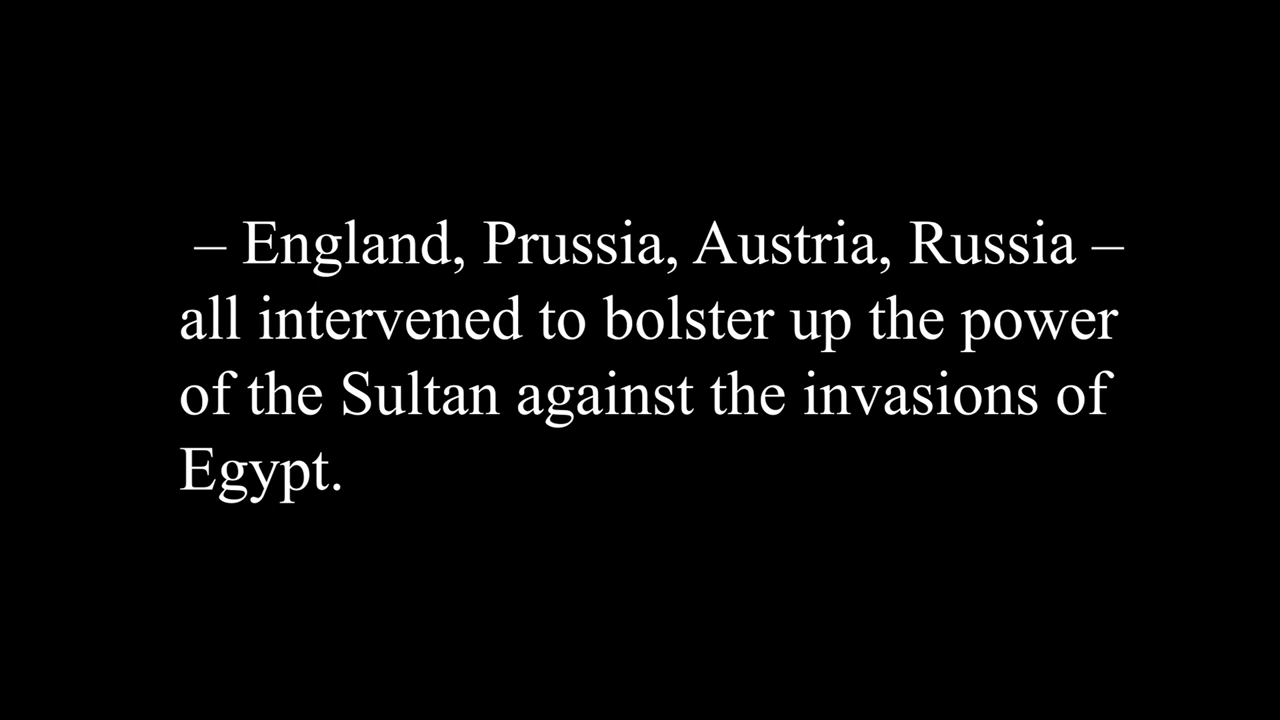 – England, Prussia, Austria, Russia –
all intervened to bolster up the power
of the Sultan against the invasions of
Egypt.